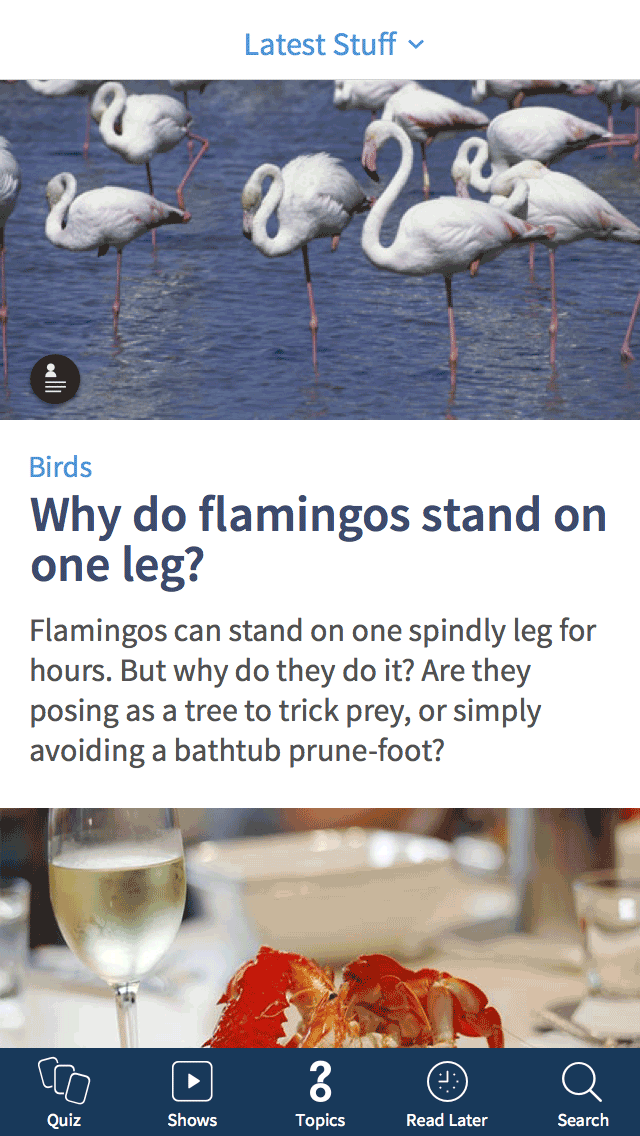 Latest Stuff
Birds
Why do flamingos stand on
one leg?
Flamingos can stand on one spindly leg for
hours. But why do they do it? Are they
posing as a tree to trick prey, or simply
avoiding a bathtub prune-foot?
Quiz
Shows
Topics
Read Later
Search